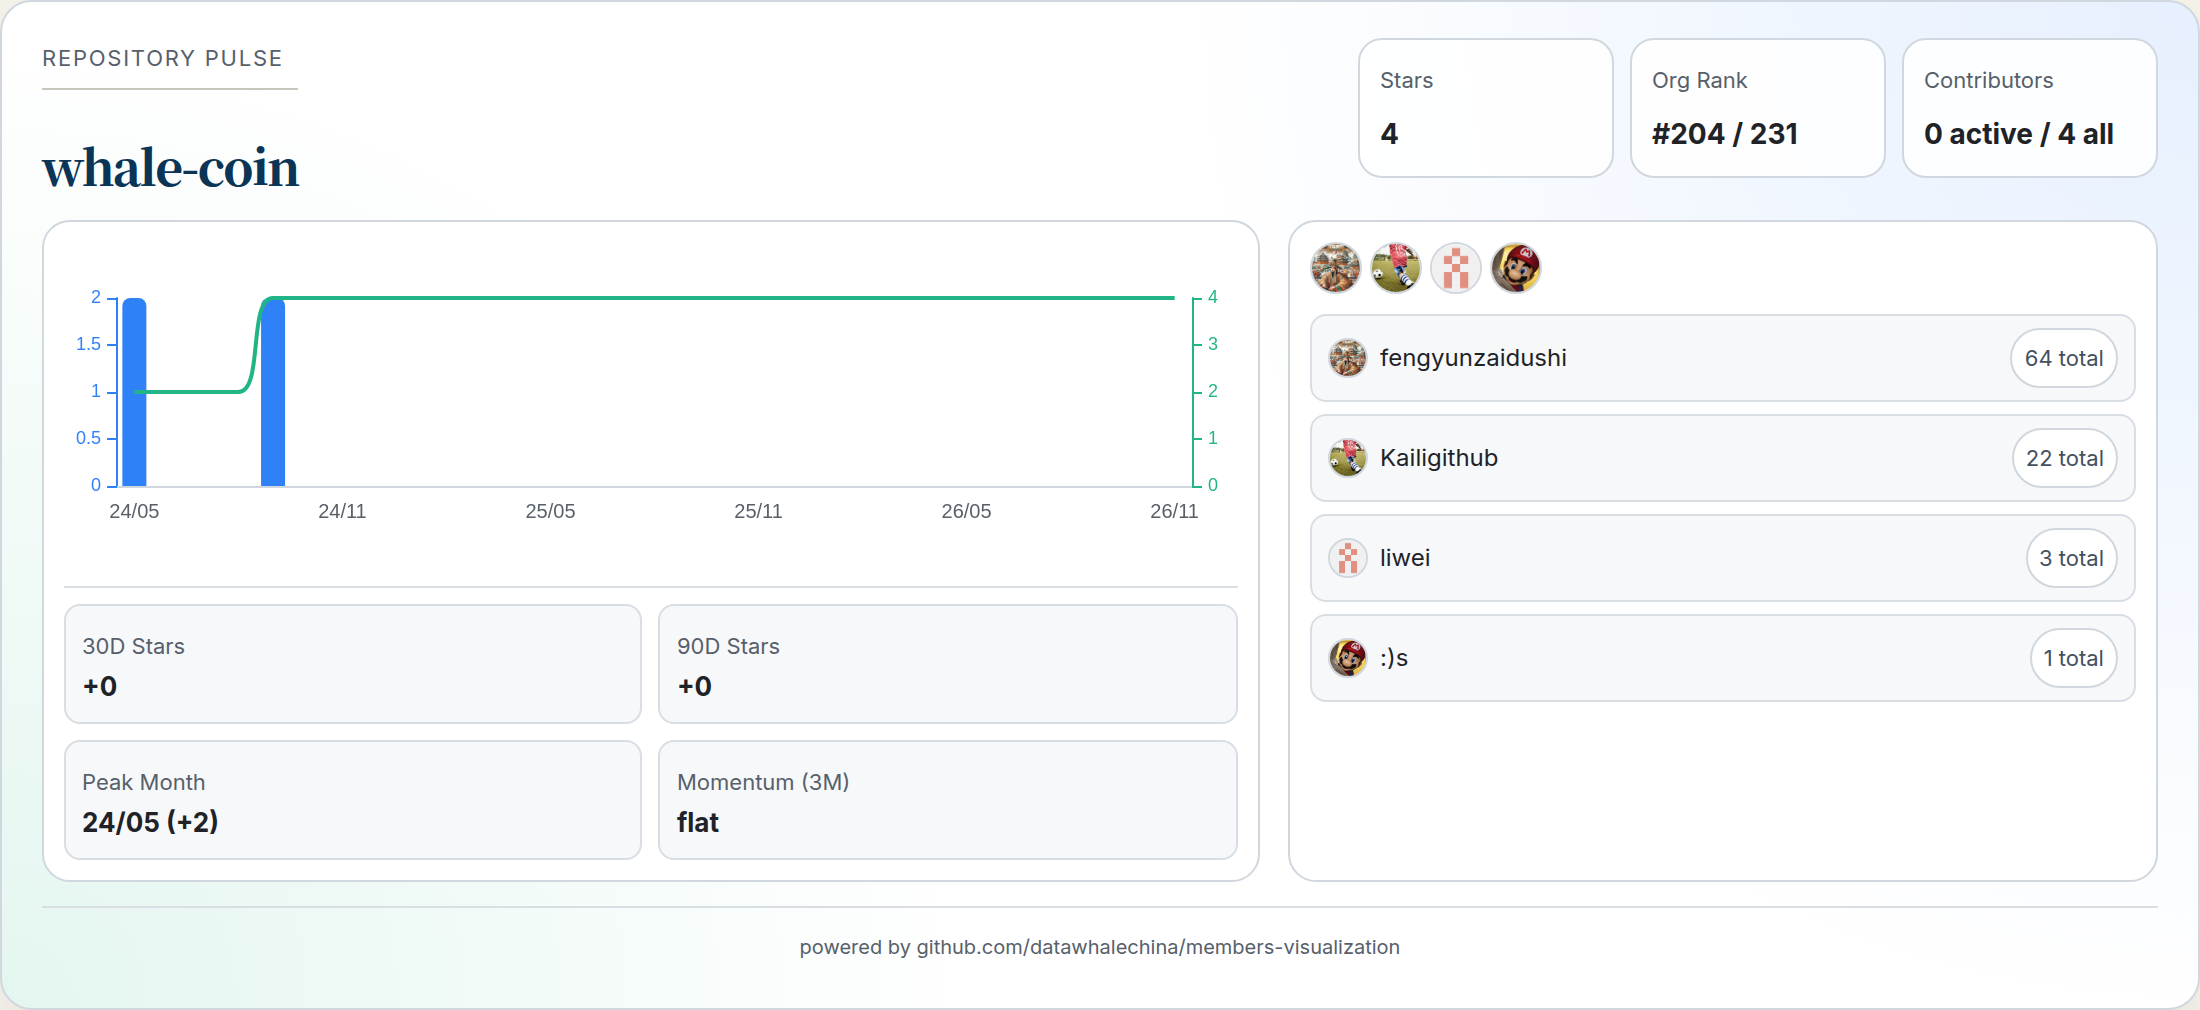 REPOSITORY PULSE
whale-coin
Stars
4
Org Rank
#204 / 231
Contributors
0 active / 4 all
2
1.5
1
0.5
0
4
3
2
1
0
24/05
24/11
25/05
25/11
26/05
26/11
30D Stars
+0
90D Stars
+0
Peak Month
24/05 (+2)
Momentum (3M)
flat
fengyunzaidushi
64 total
Kailigithub
22 total
liwei
3 total
:)s
1 total
powered by github.com/datawhalechina/members-visualization